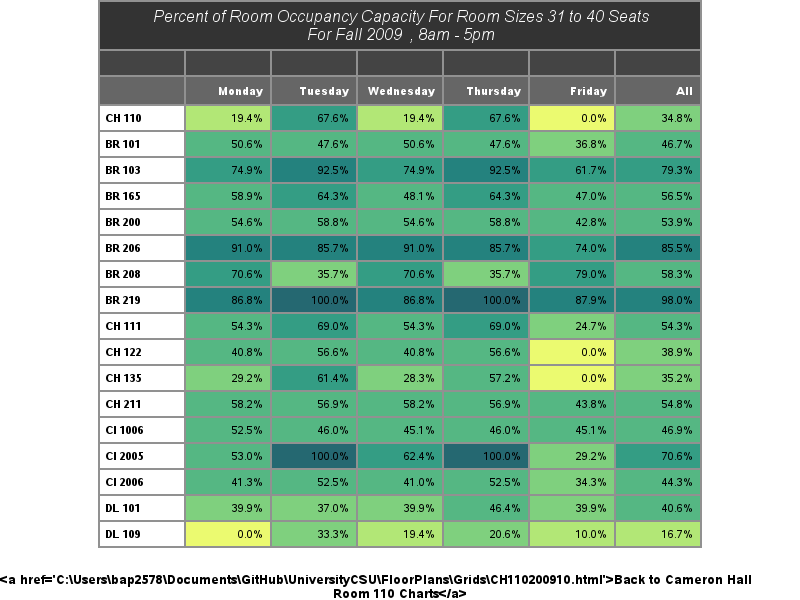 Percent of Room Occupancy Capacity For Room Sizes 31 to 40 Seats
For Fall 2009 , 8am - 5pm
Monday Tuesday Wednesday Thursday Friday All
CH 110 19.4% 67.6% 19.4% 67.6% 0.0% 34.8%
BR 101 50.6% 47.6% 50.6% 47.6% 36.8% 46.7%
BR 103 74.9% 92.5% 74.9% 92.5% 61.7% 79.3%
BR 165 58.9% 64.3% 48.1% 64.3% 47.0% 56.5%
BR 200 54.6% 58.8% 54.6% 58.8% 42.8% 53.9%
BR 206 91.0% 85.7% 91.0% 85.7% 74.0% 85.5%
BR 208 70.6% 35.7% 70.6% 35.7% 79.0% 58.3%
BR 219 86.8% 100.0% 86.8% 100.0% 87.9% 98.0%
CH 111 54.3% 69.0% 54.3% 69.0% 24.7% 54.3%
CH 122 40.8% 56.6% 40.8% 56.6% 0.0% 38.9%
CH 135 29.2% 61.4% 28.3% 57.2% 0.0% 35.2%
CH 211 58.2% 56.9% 58.2% 56.9% 43.8% 54.8%
CI 1006 52.5% 46.0% 45.1% 46.0% 45.1% 46.9%
CI 2005 53.0% 100.0% 62.4% 100.0% 29.2% 70.6%
CI 2006 41.3% 52.5% 41.0% 52.5% 34.3% 44.3%
DL 101 39.9% 37.0% 39.9% 46.4% 39.9% 40.6%
DL 109 0.0% 33.3% 19.4% 20.6% 10.0% 16.7%
<a href='C:\Users\bap2578\Documents\GitHub\UniversityCSU\FloorPlans\Grids\CH110200910.html'>Back to Cameron Hall
Room 110 Charts</a>